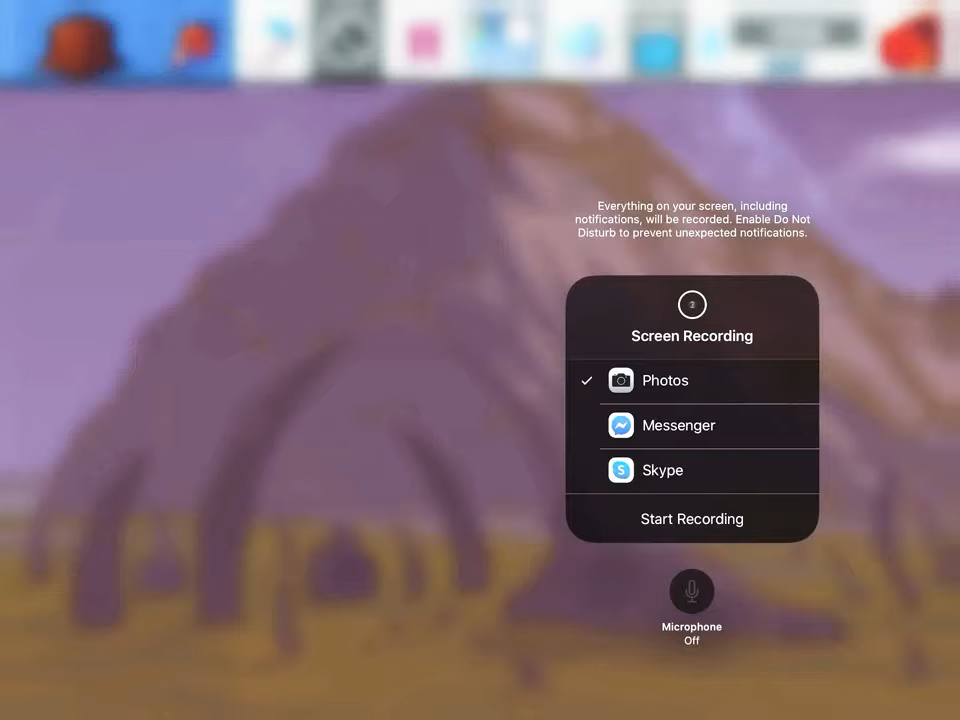 Everything on your screen, including
notifications, will be recorded. Enable Do Not
Disturb to prevent unexpected notifications.
2
Screen Recording
Photos
Messenger
Skype
Start Recording
Microphone
Off